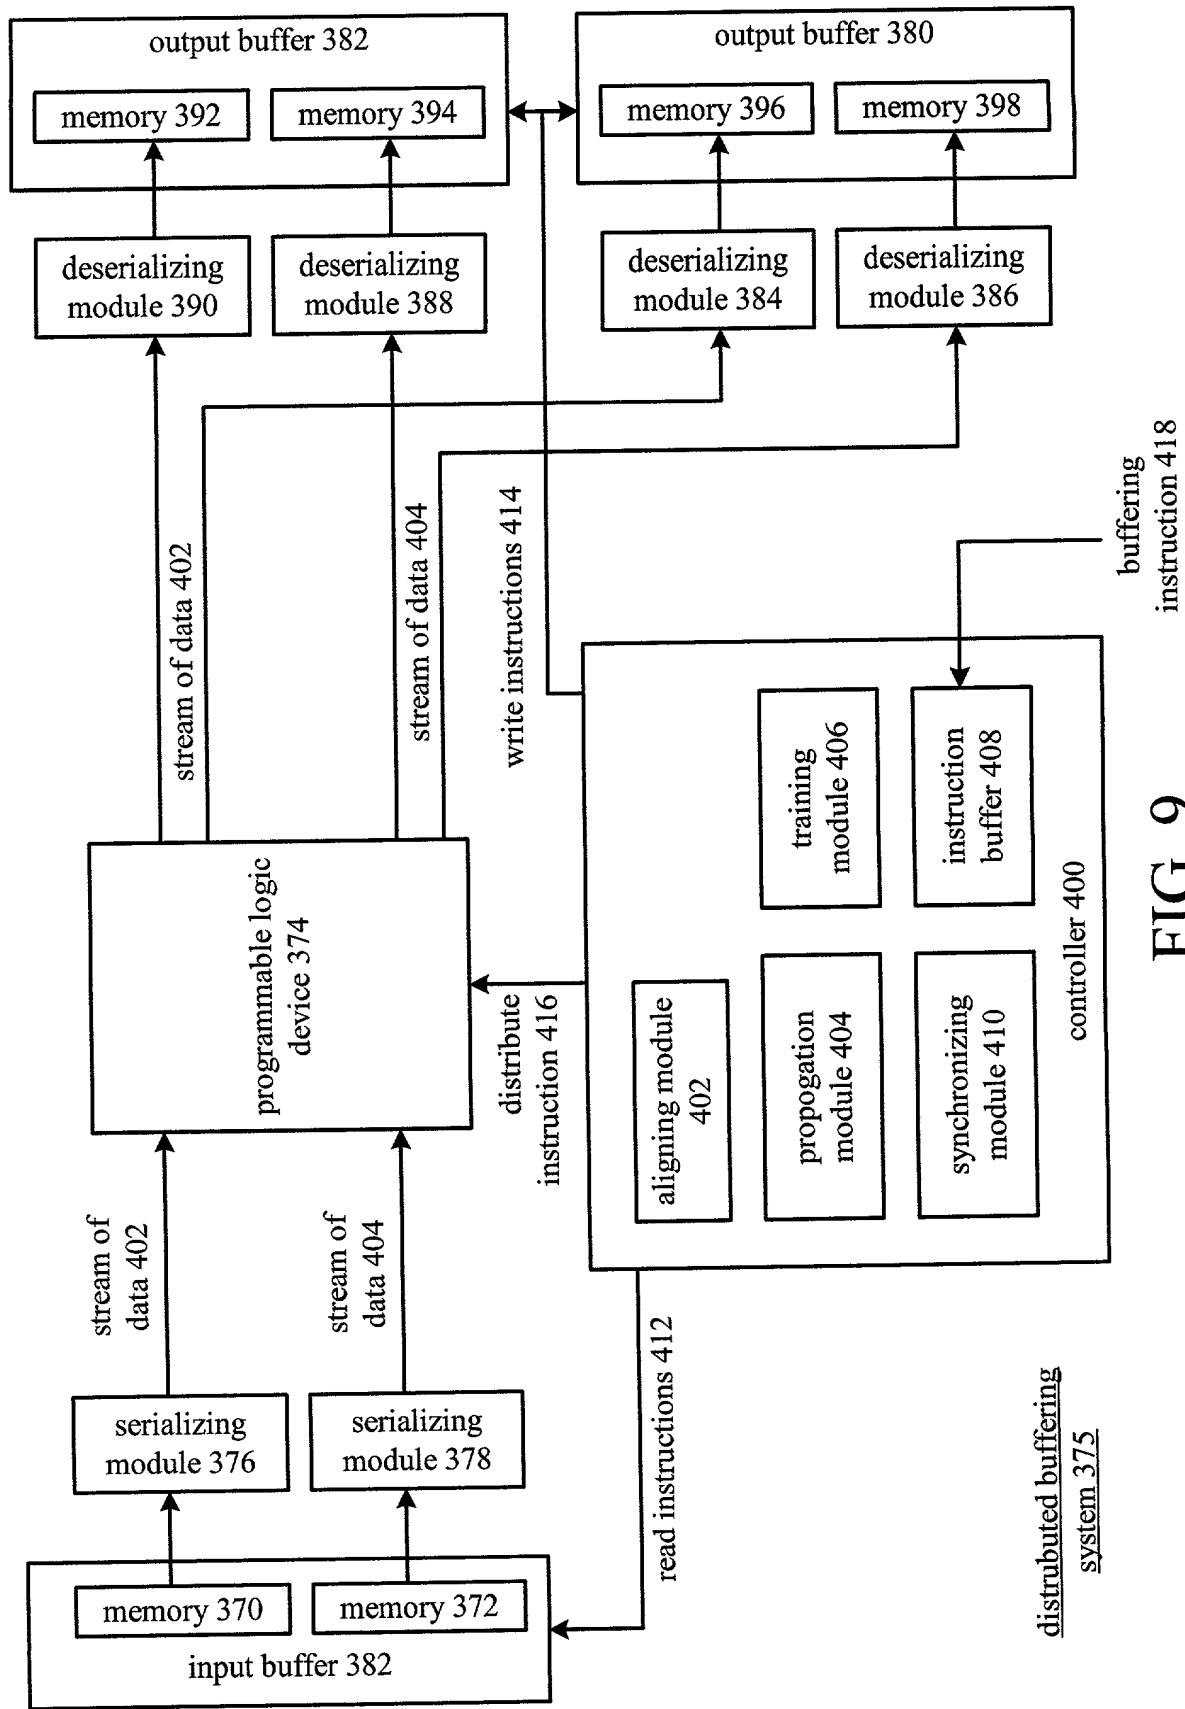 output buffer 382
memory 392
memory 394
output buffer 380
memory 396
memory 398
deserializing
module 390
deserializing
module 388
deserializing
module 384
deserializing
module 386
stream of data 402
stream of data 404
write instructions 414
buffering
instruction 418
programmable logic
device 374
distribute
instruction 416
training
module 406
instruction
buffer 408
aligning module
402
propogation
module 404
synchronizing
module 410
controller 400
stream of
data 402
stream of
data 404
serializing
module 376
serializing
module 378
read instructions 412
memory 370
memory 372
input buffer 382
distrubuted buffering
system 375
FIG. 9